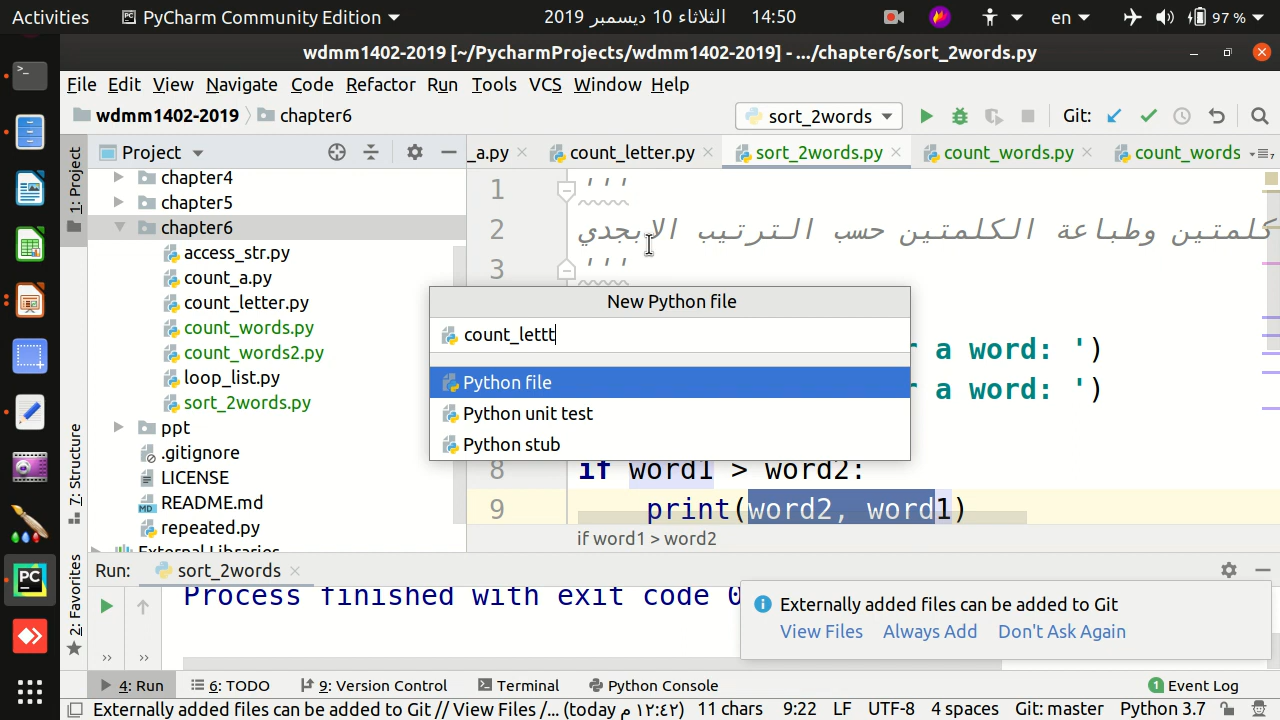 Activities
PyCharm Community Edition
الثلاثاء 10 ديسمبر 2019
14:50
en
97 %
wdmm1402-2019 [~/PycharmProjects/wdmm1402-2019] - .../chapter6/sort_2words.py
File Edit View Navigate Code Refactor Run Tools VCS Window Help
wdmm1402-2019
chapter6
sort_2words
Git:
1: Project
7: Structure
2: Favorites
Project
_a.py
count_letter.py
sort_2words.py
count_words.py
count_words
chapter4
chapter5
chapter6
access_str.py
count_a.py
count_letter.py
count_words.py
count_words2.py
loop_list.py
sort_2words.py
ppt
.gitignore
LICENSE
README.md
repeated.py
External Libraries
1 '''
2 كلمتين وطباعة الكلمتين حسب الترتيب الابجدي
3 '''
New Python file
count_lettt
Python file
Python unit test
Python stub
r a word: ')
r a word: ')
8 if word1 > word2:
9 print(word2, word1)
if word1 > word2
Run: sort_2words
Process finished with exit code 0
Externally added files can be added to Git
View Files Always Add Don't Ask Again
4: Run
6: TODO
9: Version Control
Terminal
Python Console
1 Event Log
Externally added files can be added to Git // View Files /... (today ١٢:٤٢ م)
11 chars
9:22
LF
UTF-8
4 spaces
Git: master
Python 3.7